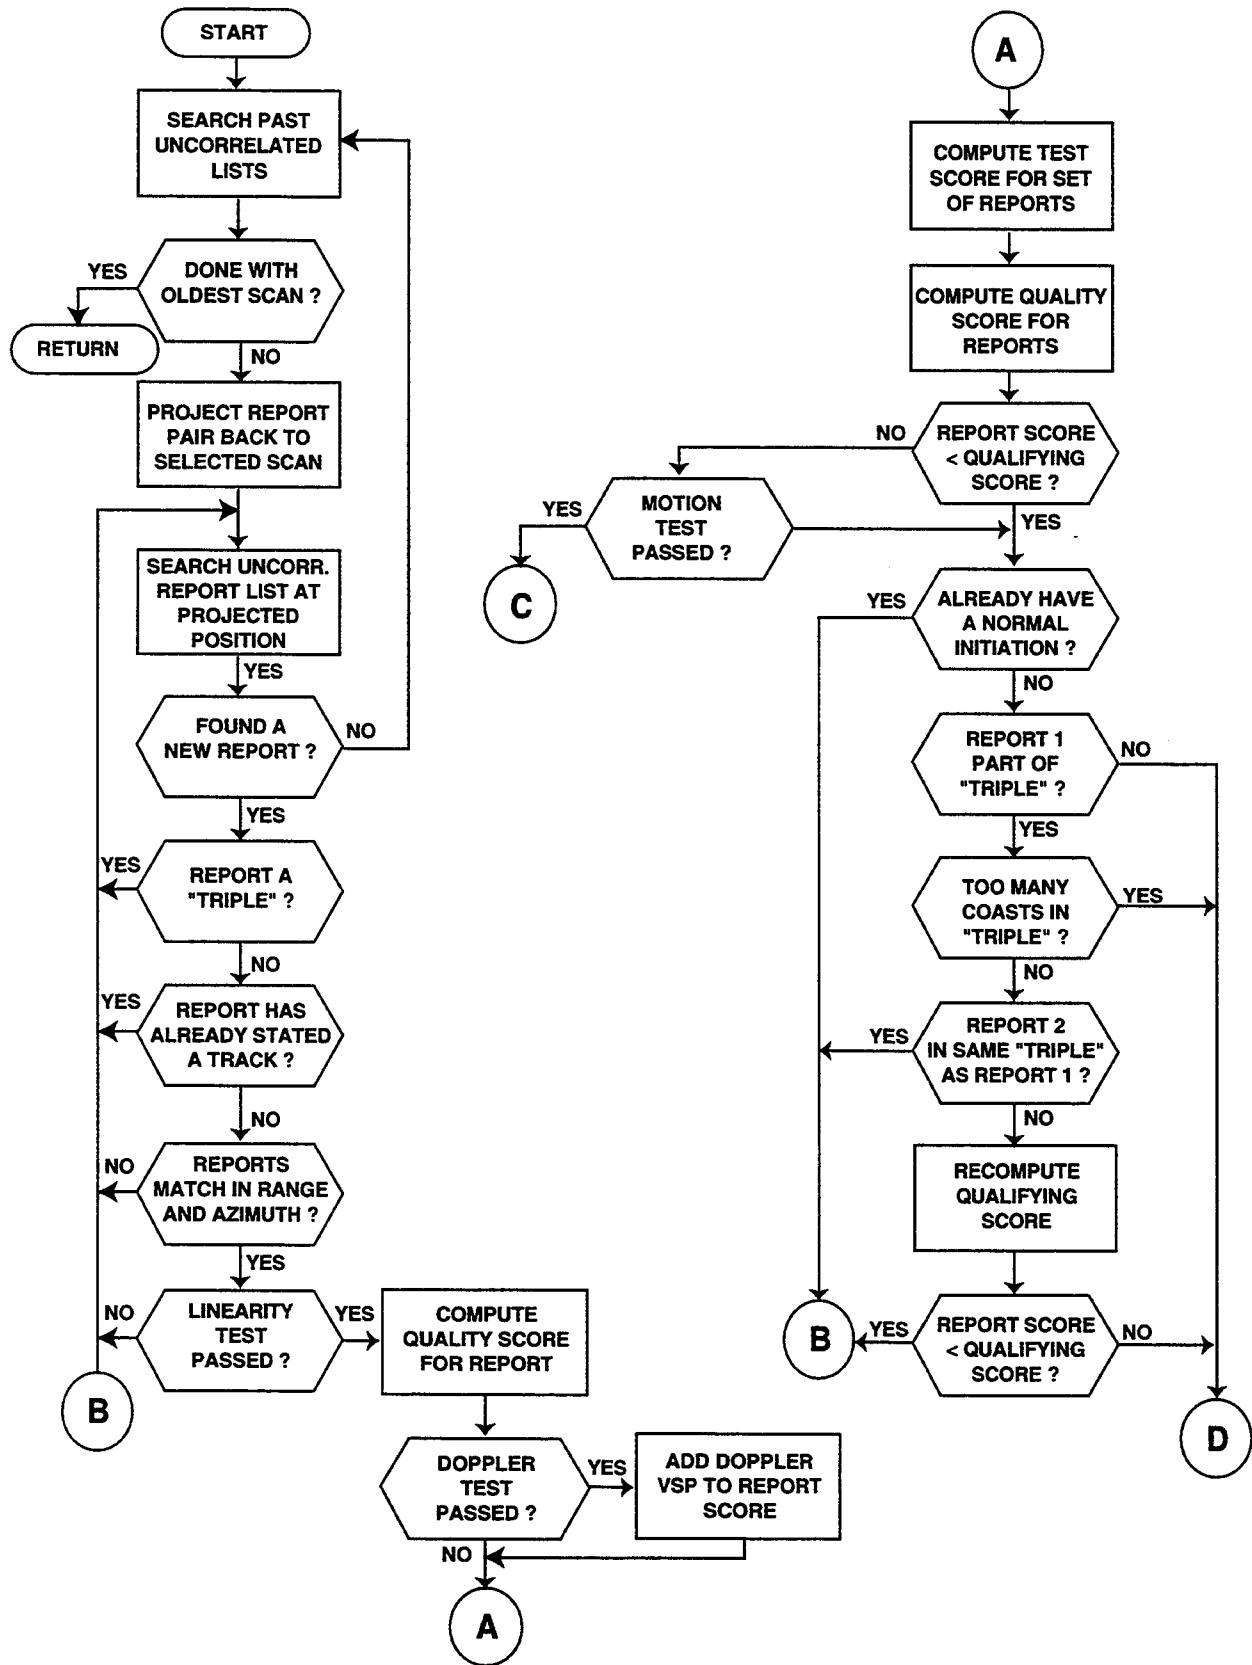 START
SEARCH PAST
UNCORRELATED
LISTS
YES
DONE WITH
OLDEST SCAN ?
RETURN
NO
PROJECT REPORT
PAIR BACK TO
SELECTED SCAN
SEARCH UNCORR.
REPORT LIST AT
PROJECTED
POSITION
YES
FOUND A
NEW REPORT ?
NO
YES
YES
REPORT A
"TRIPLE" ?
NO
YES
REPORT HAS
ALREADY STATED
A TRACK ?
NO
NO
REPORTS
MATCH IN RANGE
AND AZIMUTH ?
YES
NO
LINEARITY
TEST
PASSED ?
YES
COMPUTE
QUALITY SCORE
FOR REPORT
B
DOPPLER
TEST
PASSED ?
YES
ADD DOPPLER
VSP TO REPORT
SCORE
NO
A
A
COMPUTE TEST
SCORE FOR SET
OF REPORTS
COMPUTE QUALITY
SCORE FOR
REPORTS
NO
REPORT SCORE
< QUALIFYING
SCORE ?
YES
MOTION
TEST
PASSED ?
YES
C
YES
ALREADY HAVE
A NORMAL
INITIATION ?
NO
REPORT 1
PART OF
"TRIPLE" ?
NO
YES
TOO MANY
COASTS IN
"TRIPLE" ?
YES
NO
YES
REPORT 2
IN SAME "TRIPLE"
AS REPORT 1 ?
NO
RECOMPUTE
QUALIFYING
SCORE
B
YES
REPORT SCORE
< QUALIFYING
SCORE ?
NO
D